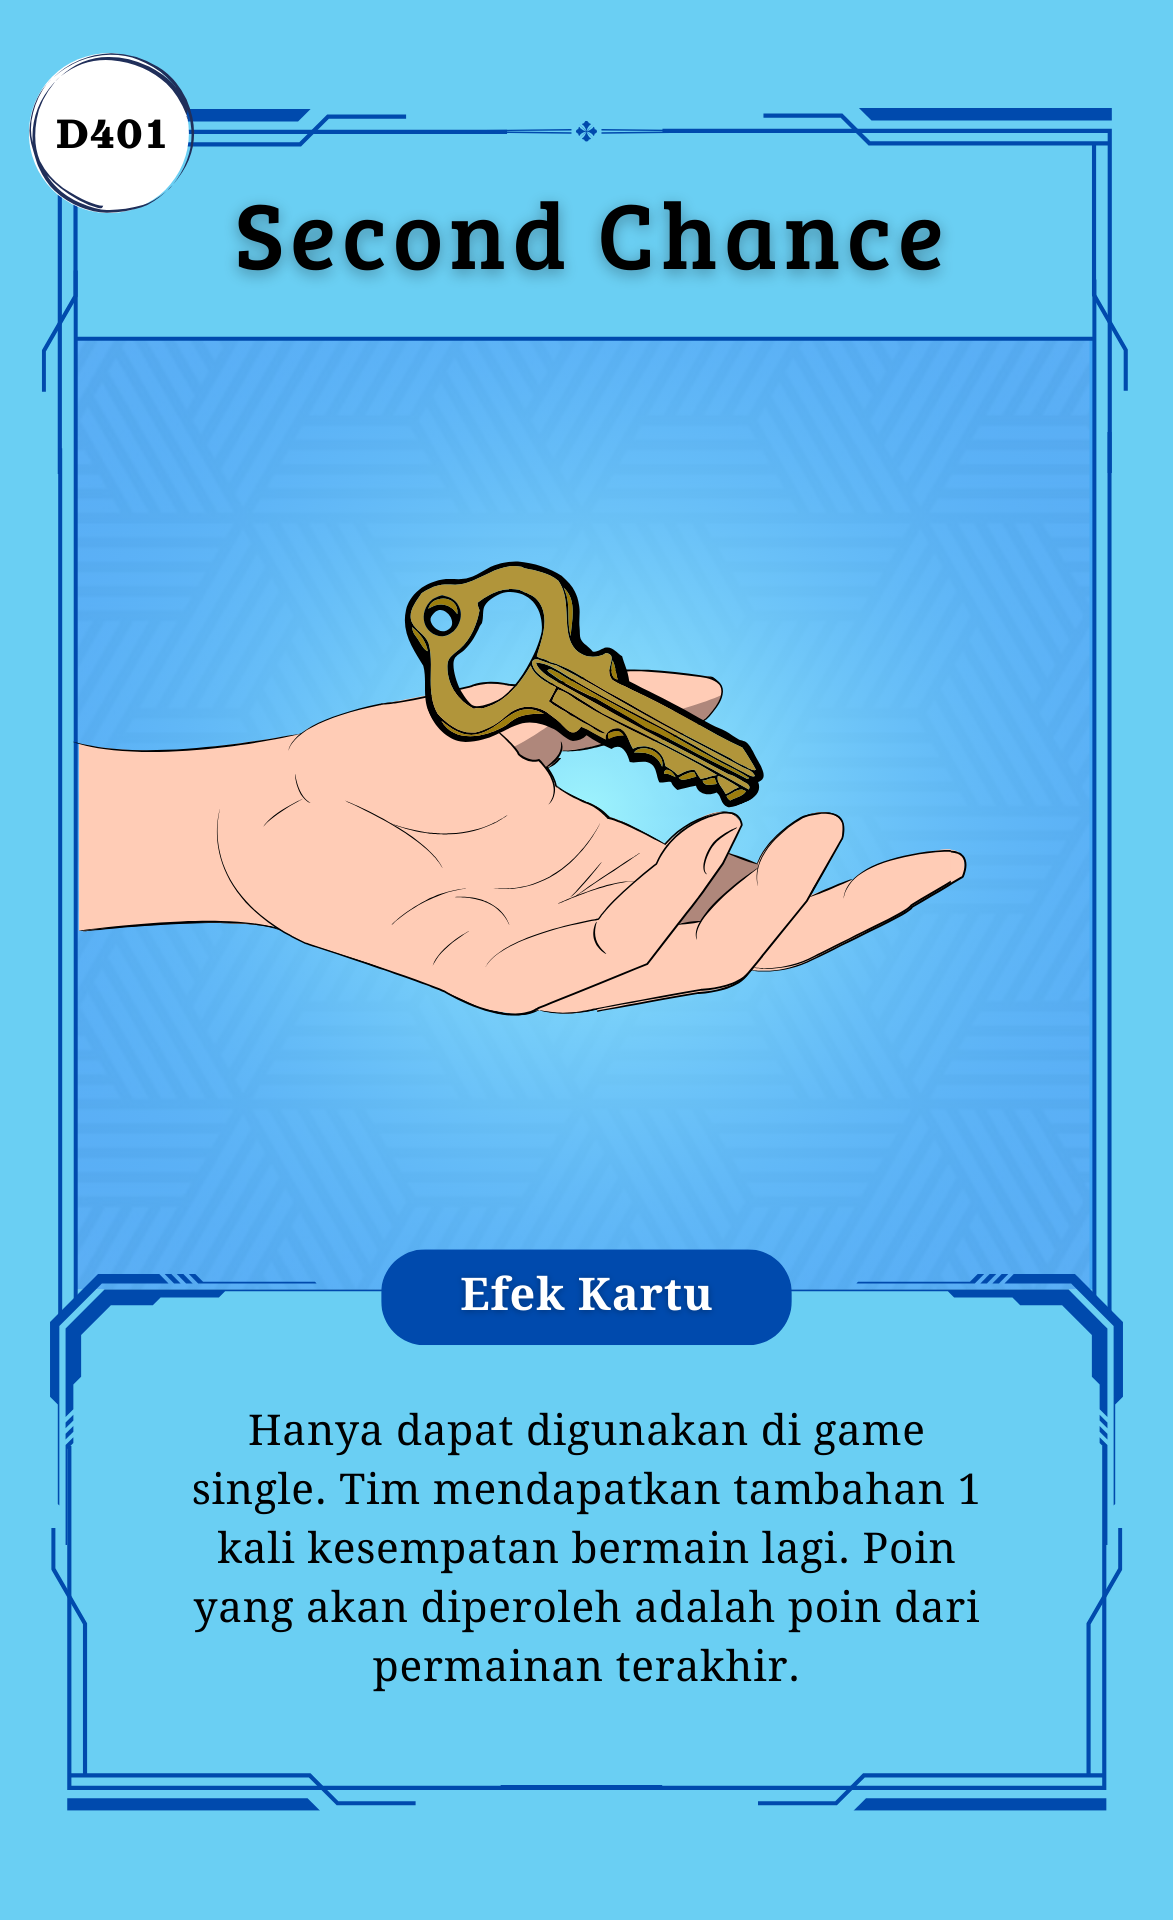 D401
Second Chance
Efek Kartu
Hanya dapat digunakan di game
single. Tim mendapatkan tambahan 1
kali kesempatan bermain lagi. Poin
yang akan diperoleh adalah poin dari
permainan terakhir.